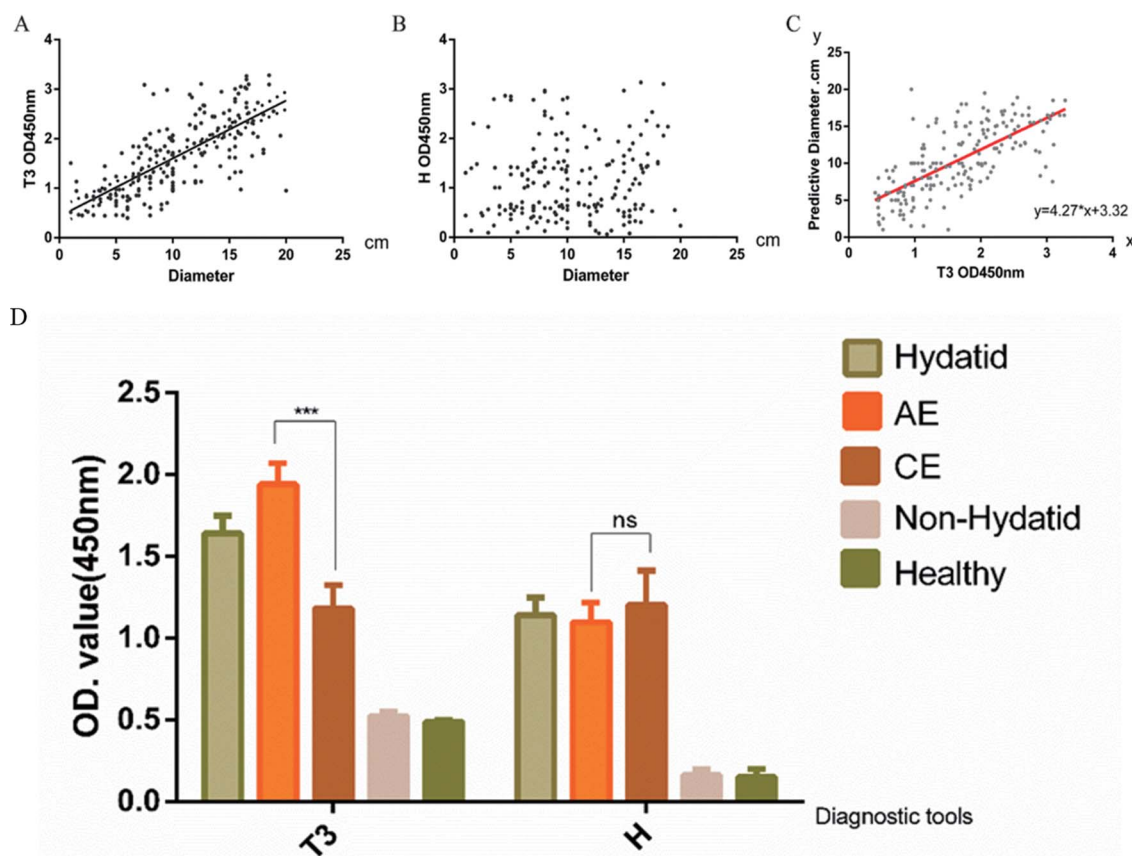 A
4
3
2
1
0
T3 OD450nm
0 5 10 15 20 25 cm
Diameter
B
4
3
2
1
0
H OD450nm
0 5 10 15 20 25 cm
Diameter
C
y
25
20
15
10
5
0
Predictive Diameter .cm
y=4.27*x+3.32
0 1 2 3 4 x
T3 OD450nm
D
2.5
2.0
1.5
1.0
0.5
0.0
OD. value(450nm)
***
ns
T3
H
Diagnostic tools
Hydatid
AE
CE
Non-Hydatid
Healthy